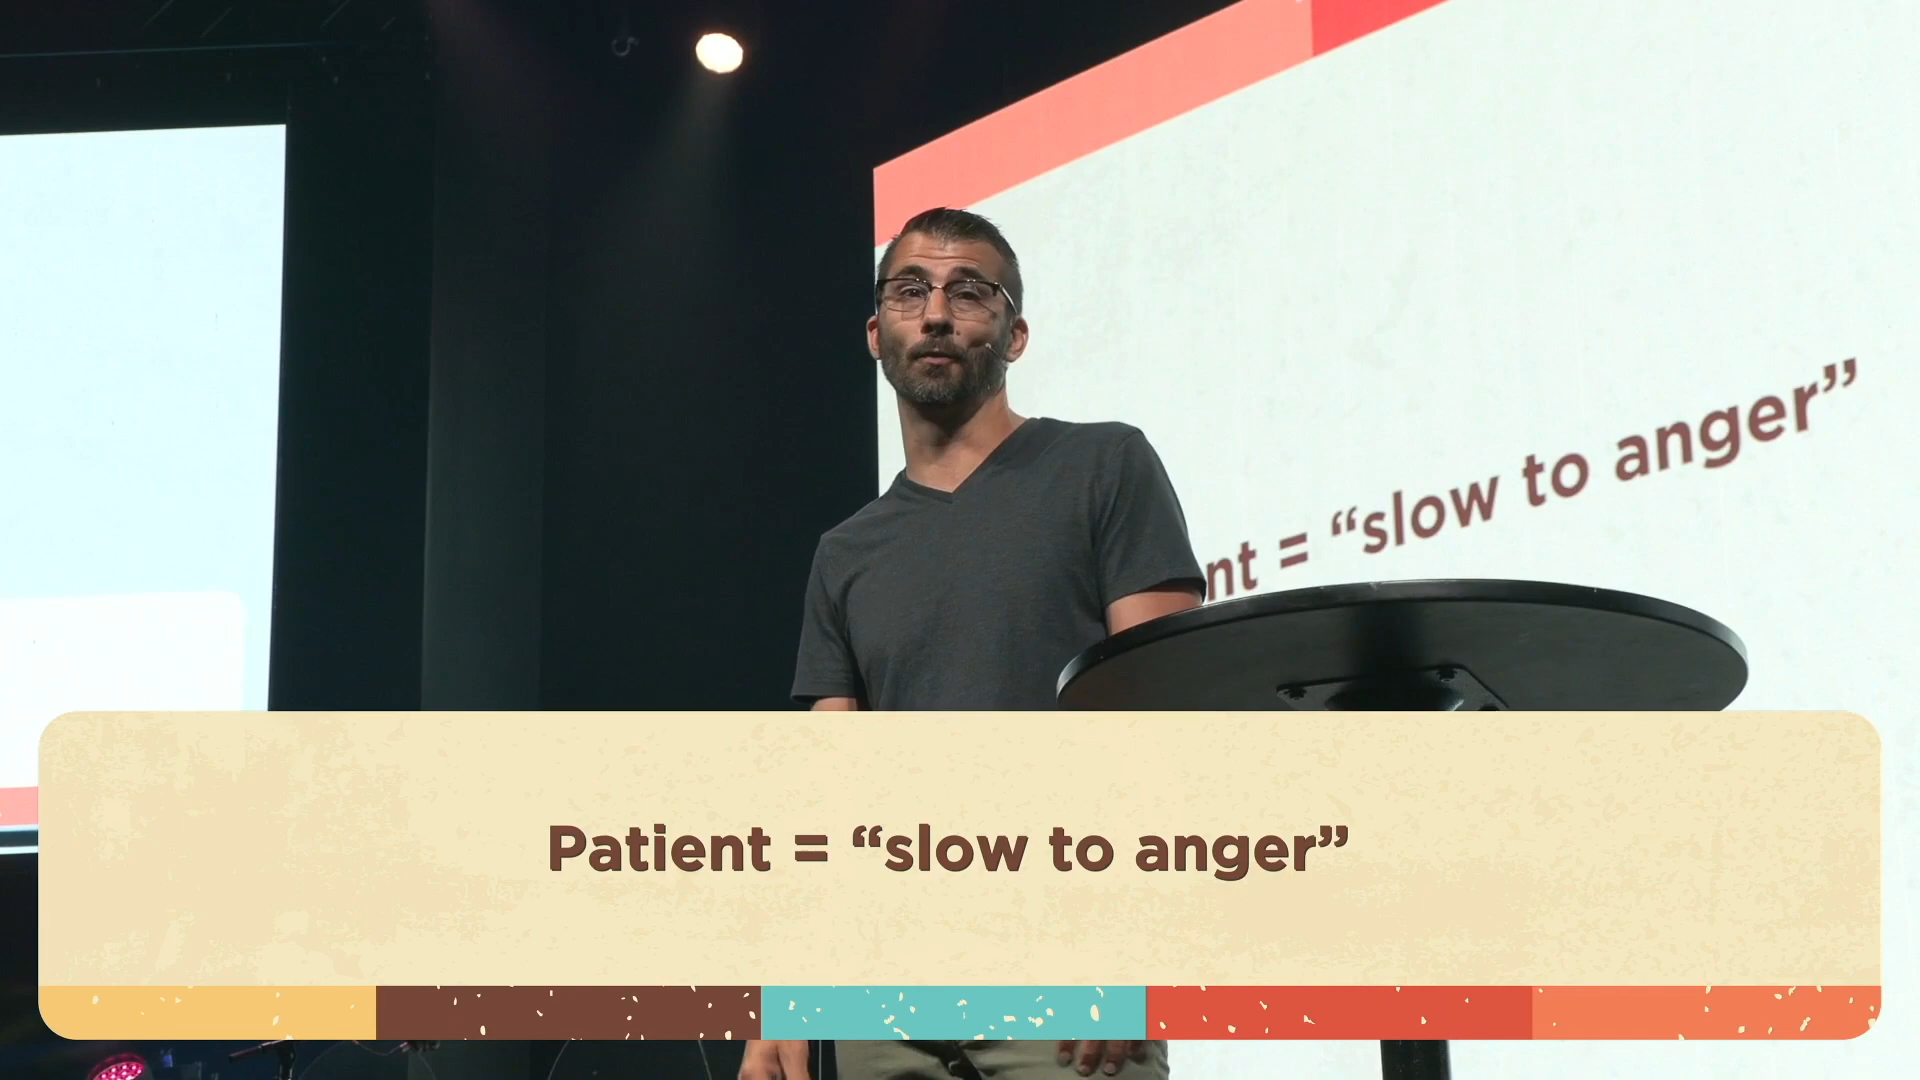 nt = “slow to anger”
Patient = “slow to anger”